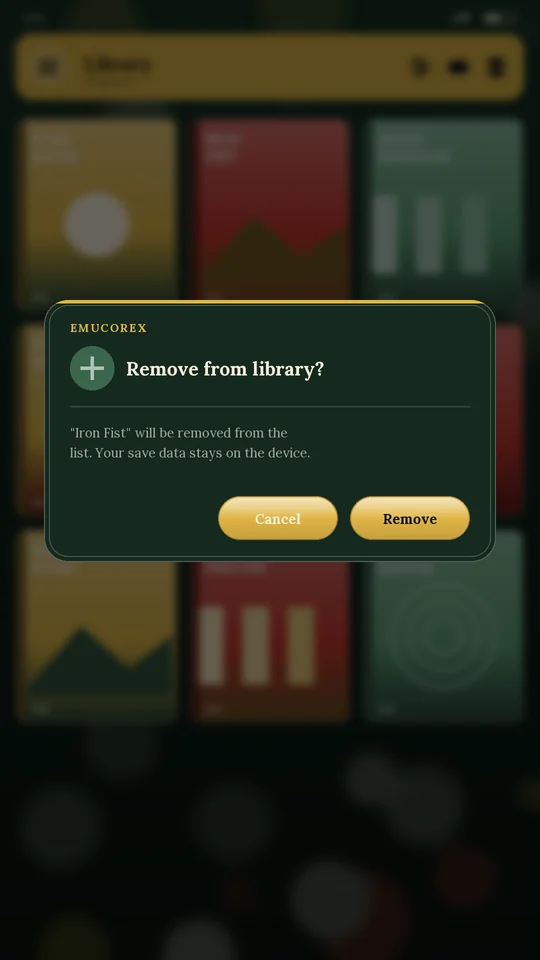 Library
EMUCOREX
Remove from library?
"Iron Fist" will be removed from the
list. Your save data stays on the device.
Cancel
Remove